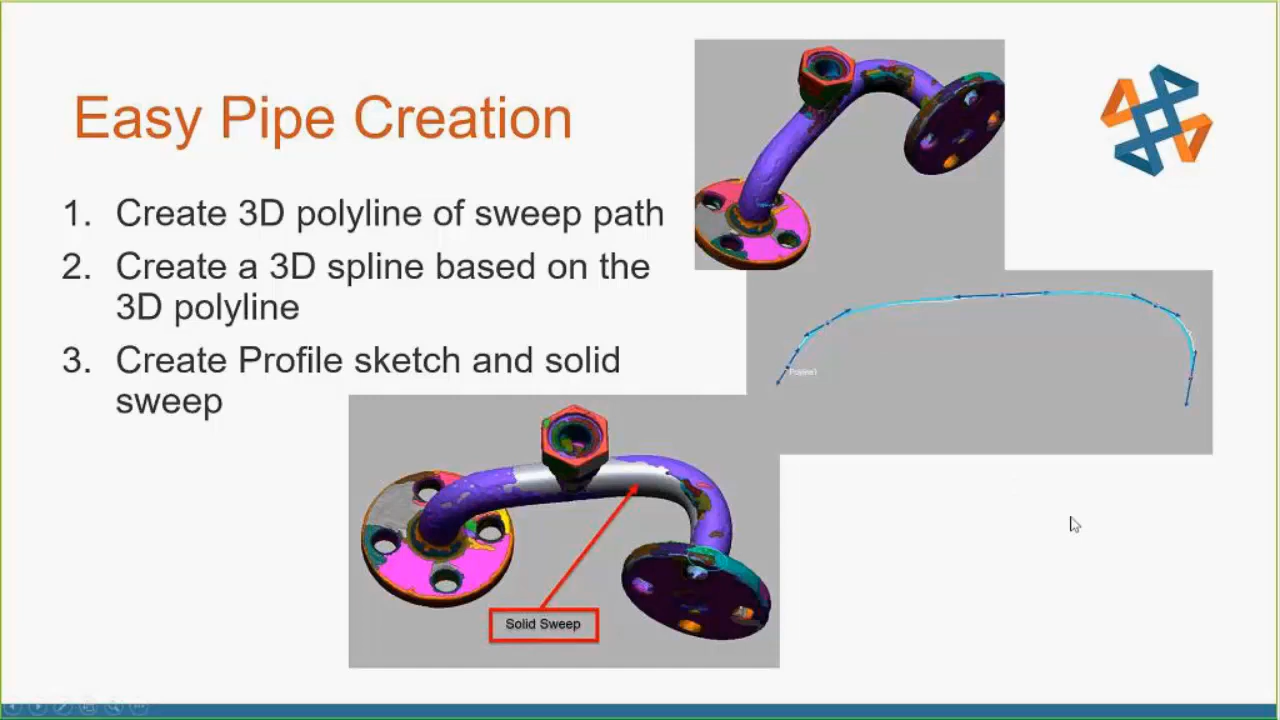 Easy Pipe Creation
1. Create 3D polyline of sweep path
2. Create a 3D spline based on the
3D polyline
3. Create Profile sketch and solid
sweep
Polyline1
Solid Sweep